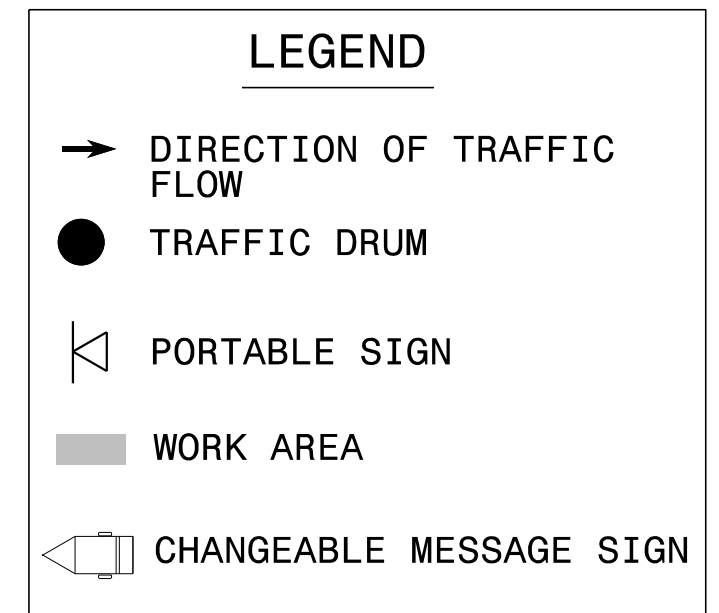 LEGEND
DIRECTION OF TRAFFIC
FLOW
TRAFFIC DRUM
PORTABLE SIGN
WORK AREA
CHANGEABLE MESSAGE SIGN